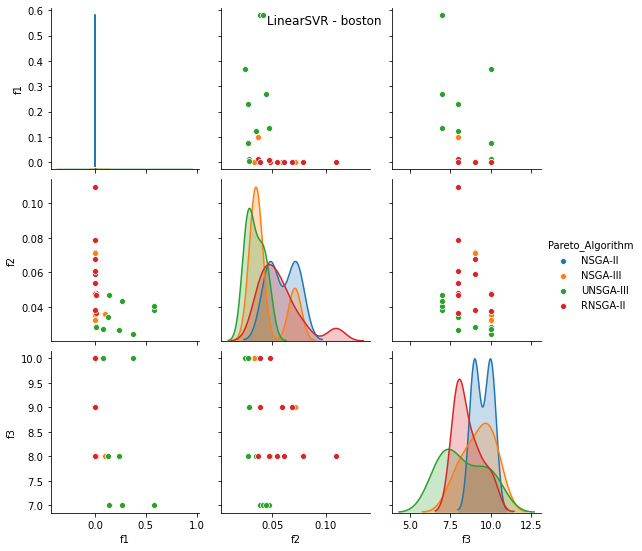 LinearSVR - boston
0.6
0.5
0.4
0.3
0.2
0.1
0.0
f1
0.10
0.08
0.06
0.04
f2
Pareto_Algorithm
NSGA-II
NSGA-III
UNSGA-III
RNSGA-II
10.0
9.5
9.0
8.5
8.0
7.5
7.0
f3
0.0 0.5 1.0
f1
0.05 0.10
f2
5.0 7.5 10.0 12.5
f3